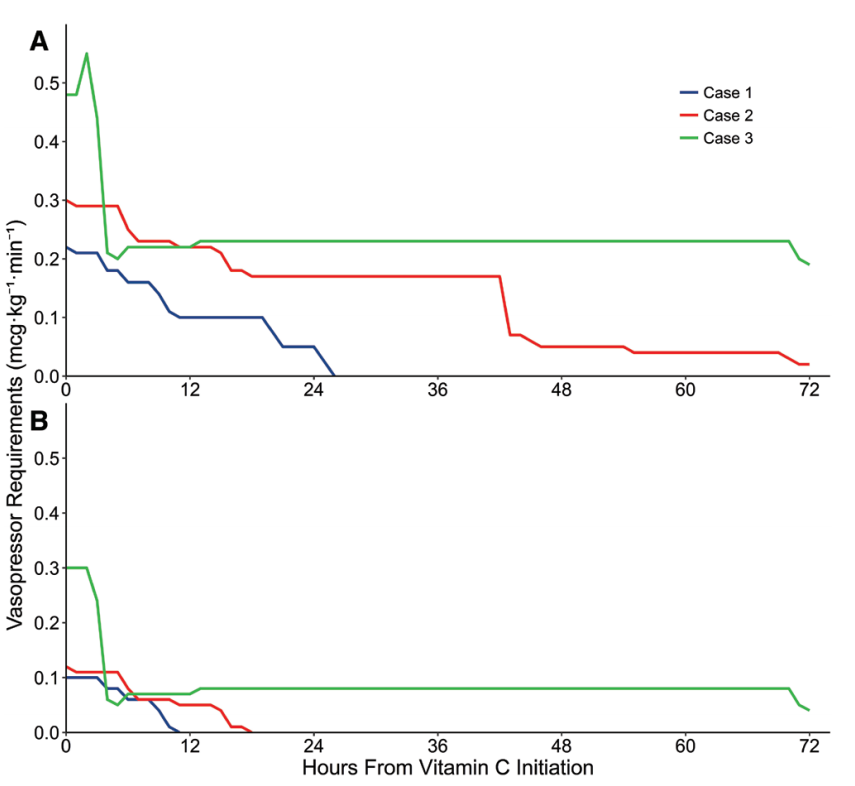 A
Vasopressor Requirements (mcg·kg⁻¹·min⁻¹)
0.5
0.4
0.3
0.2
0.1
0.0
Case 1
Case 2
Case 3
0 12 24 36 48 60 72
B
0.5
0.4
0.3
0.2
0.1
0.0
0 12 24 36 48 60 72
Hours From Vitamin C Initiation